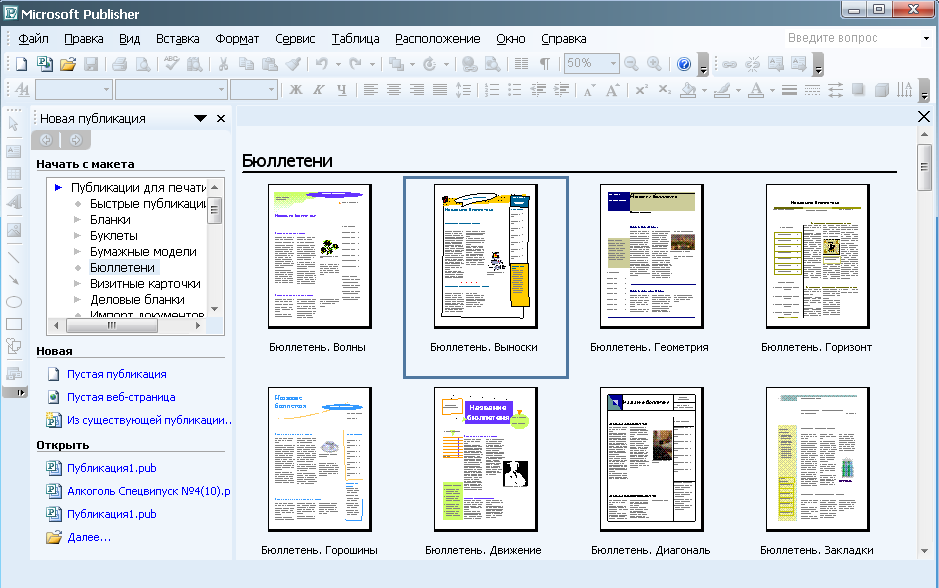 Microsoft Publisher
Файл Правка Вид Вставка Формат Сервис Таблица Расположение Окно Справка Введите вопрос
50%
Ж К Ч
Новая публикация
Начать с макета
Публикации для печати
Быстрые публикации
Бланки
Буклеты
Бумажные модели
Бюллетени
Визитные карточки
Деловые бланки
Импорт документов
Новая
Пустая публикация
Пустая веб-страница
Из существующей публикации..
Открыть
Публикация1.pub
Алкоголь Спецвипуск №4(10).p
Публикация1.pub
Далее...
Бюллетени
Бюллетень. Волны
Бюллетень. Выноски
Бюллетень. Геометрия
Бюллетень. Горизонт
Название бюллетеня
Бюллетень. Горошины
Бюллетень. Движение
Бюллетень. Диагональ
Бюллетень. Закладки